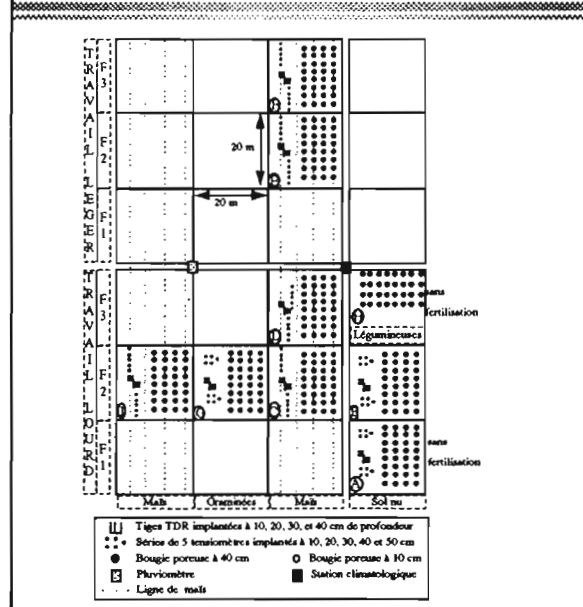 TRAVAIL LEGER
F3
F2
F1
20 m
20 m
TRAVAIL LOURD
F3
F2
F1
sans
fertilisation
Légumineuses
sans
fertilisation
A
Maïs
Graminées
Maïs
Sol nu
Tiges TDR implantées à 10, 20, 30, et 40 cm de profondeur
Séries de 5 tensiomètres implantés à 10, 20, 30, 40 et 50 cm
Bougie poreuse à 40 cm
Bougie poreuse à 10 cm
Pluviomètre
Station climatologique
Ligne de maïs